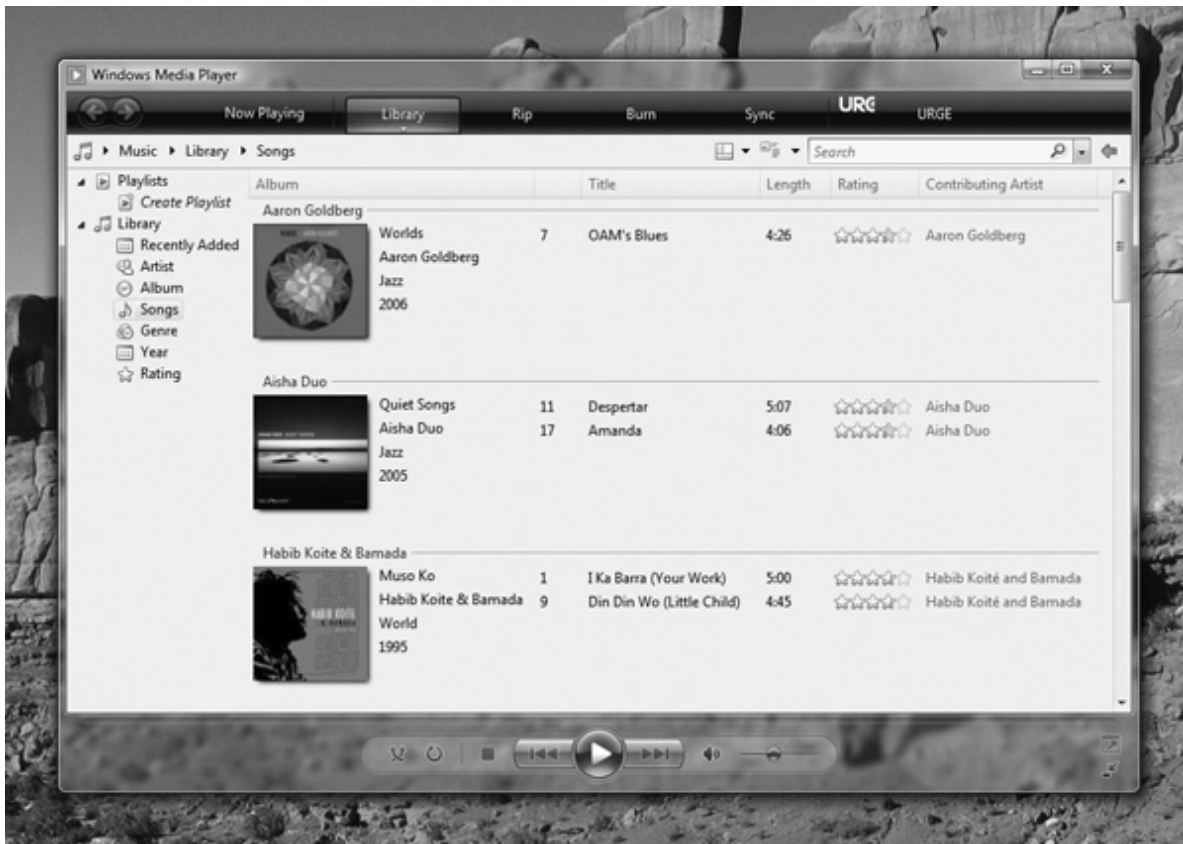 Windows Media Player
Now Playing Library Rip Burn Sync URGE URGE
Music Library Songs Search
Playlists
Create Playlist
Library
Recently Added
Artist
Album
Songs
Genre
Year
Rating
Album Title Length Rating Contributing Artist
Aaron Goldberg
Worlds 7 OAM's Blues 4:26 Aaron Goldberg
Aaron Goldberg
Jazz
2006
Aisha Duo
Quiet Songs 11 Despertar 5:07 Aisha Duo
Aisha Duo 17 Amanda 4:06 Aisha Duo
Jazz
2005
Habib Koite & Bamada
Muso Ko 1 I Ka Barra (Your Work) 5:00 Habib Koité and Bamada
Habib Koite & Bamada 9 Din Din Wo (Little Child) 4:45 Habib Koité and Bamada
World
1995
HABIB KOITÉ